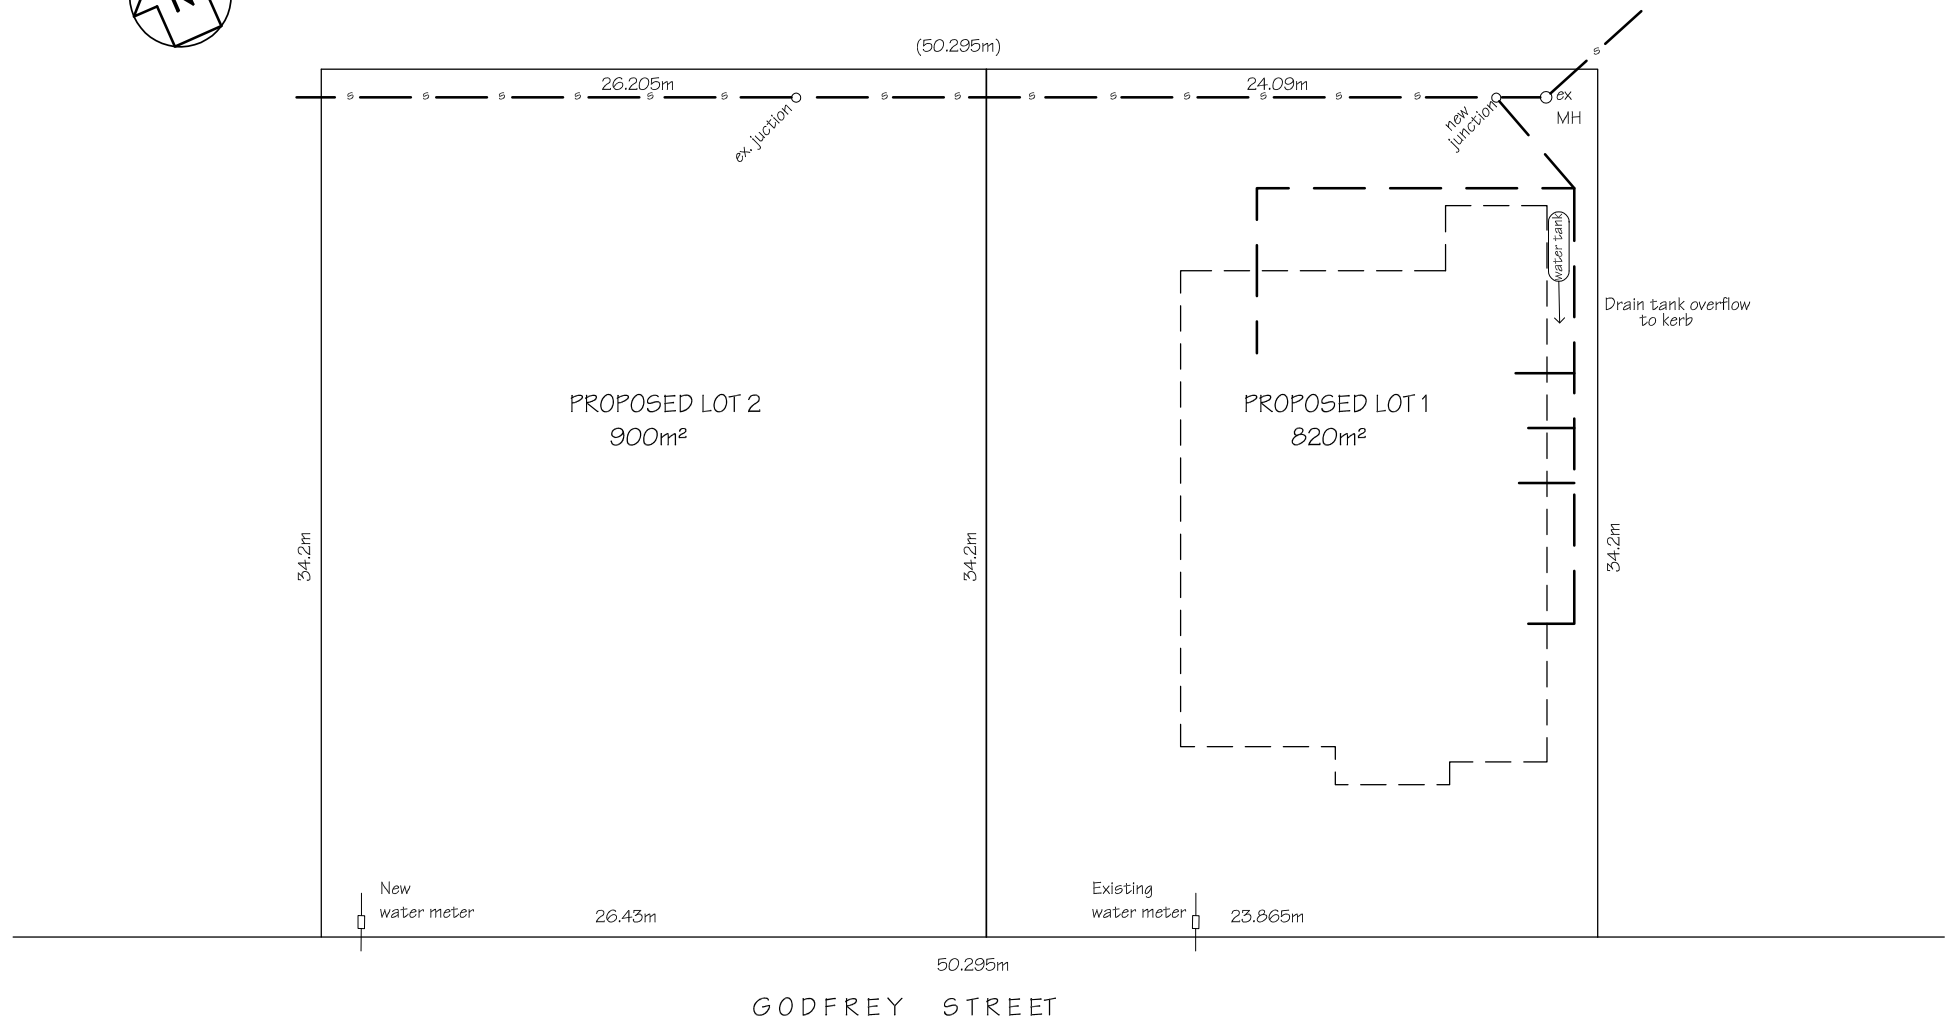 N
(50.295m)
26.205m
24.09m
s s s s s s s s s s s s s s s
ex. juction
new
junction
ex
MH
water tank
Drain tank overflow
to kerb
PROPOSED LOT 2
900m²
PROPOSED LOT 1
820m²
34.2m
34.2m
34.2m
New
water meter
26.43m
Existing
water meter
23.865m
50.295m
GODFREY STREET